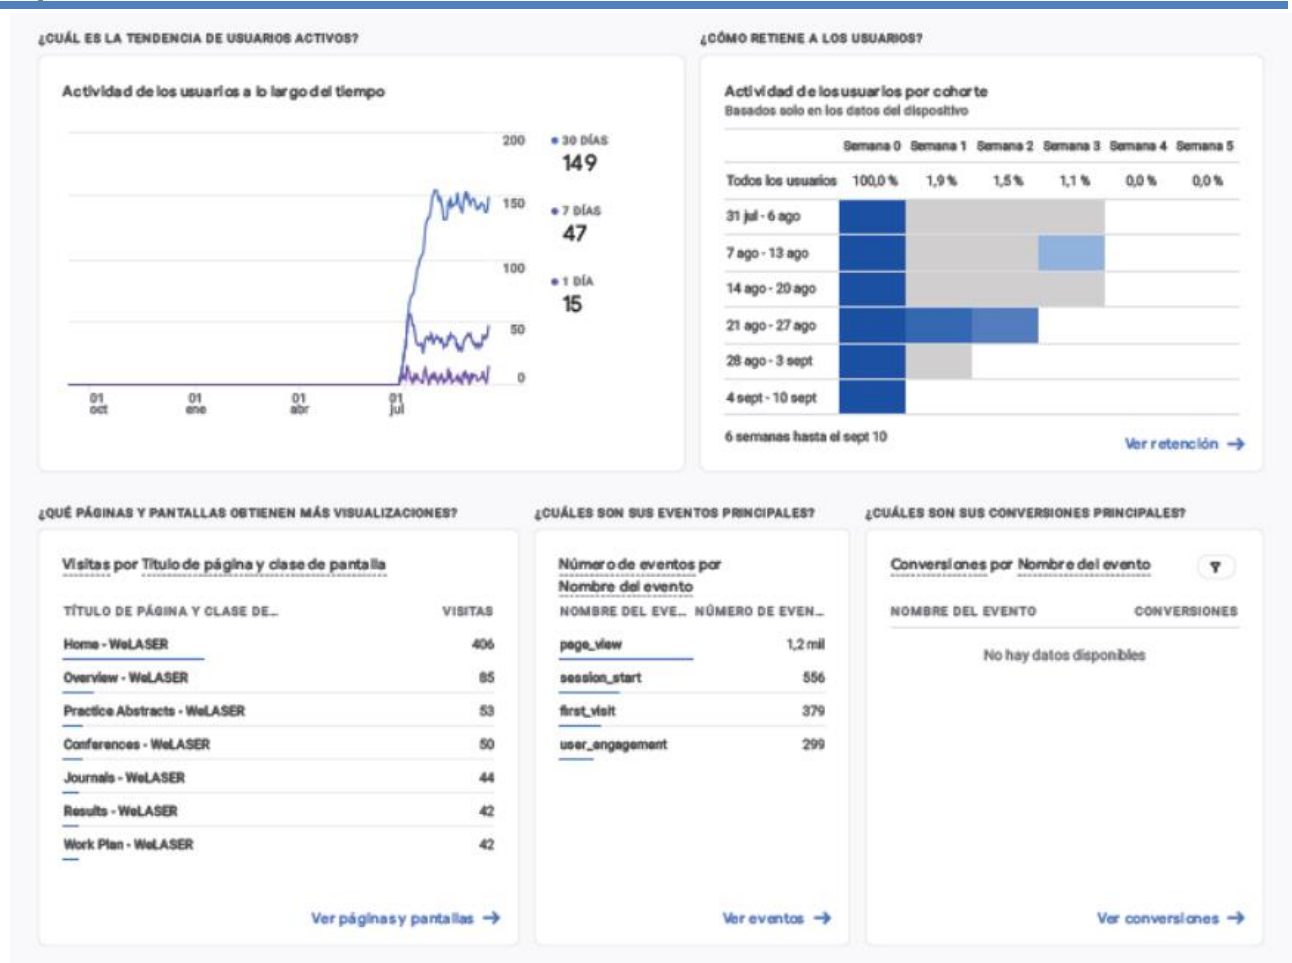 ¿CUÁL ES LA TENDENCIA DE USUARIOS ACTIVOS?
Actividad de los usuarios a lo largo del tiempo
200
150
100
50
0
01 oct
01 ene
01 abr
01 jul
30 DÍAS
149
7 DÍAS
47
1 DÍA
15
¿CÓMO RETIENE A LOS USUARIOS?
Actividad de los usuarios por cohorte
Basados solo en los datos del dispositivo
Semana 0 Semana 1 Semana 2 Semana 3 Semana 4 Semana 5
Todos los usuarios 100,0 % 1,9 % 1,5 % 1,1 % 0,0 % 0,0 %
31 jul - 6 ago
7 ago - 13 ago
14 ago - 20 ago
21 ago - 27 ago
28 ago - 3 sept
4 sept - 10 sept
6 semanas hasta el sept 10
Ver retención →
¿QUÉ PÁGINAS Y PANTALLAS OBTIENEN MÁS VISUALIZACIONES?
Visitas por Título de página y clase de pantalla
TÍTULO DE PÁGINA Y CLASE DE... VISITAS
Home - WeLASER 406
Overview - WeLASER 85
Practice Abstracts - WeLASER 53
Conferences - WeLASER 50
Journals - WeLASER 44
Results - WeLASER 42
Work Plan - WeLASER 42
Ver páginas y pantallas →
¿CUÁLES SON SUS EVENTOS PRINCIPALES?
Número de eventos por
Nombre del evento
NOMBRE DEL EVE... NÚMERO DE EVEN...
page_view 1,2 mil
session_start 556
first_visit 379
user_engagement 299
Ver eventos →
¿CUÁLES SON SUS CONVERSIONES PRINCIPALES?
Conversiones por Nombre del evento
NOMBRE DEL EVENTO CONVERSIONES
No hay datos disponibles
Ver conversiones →